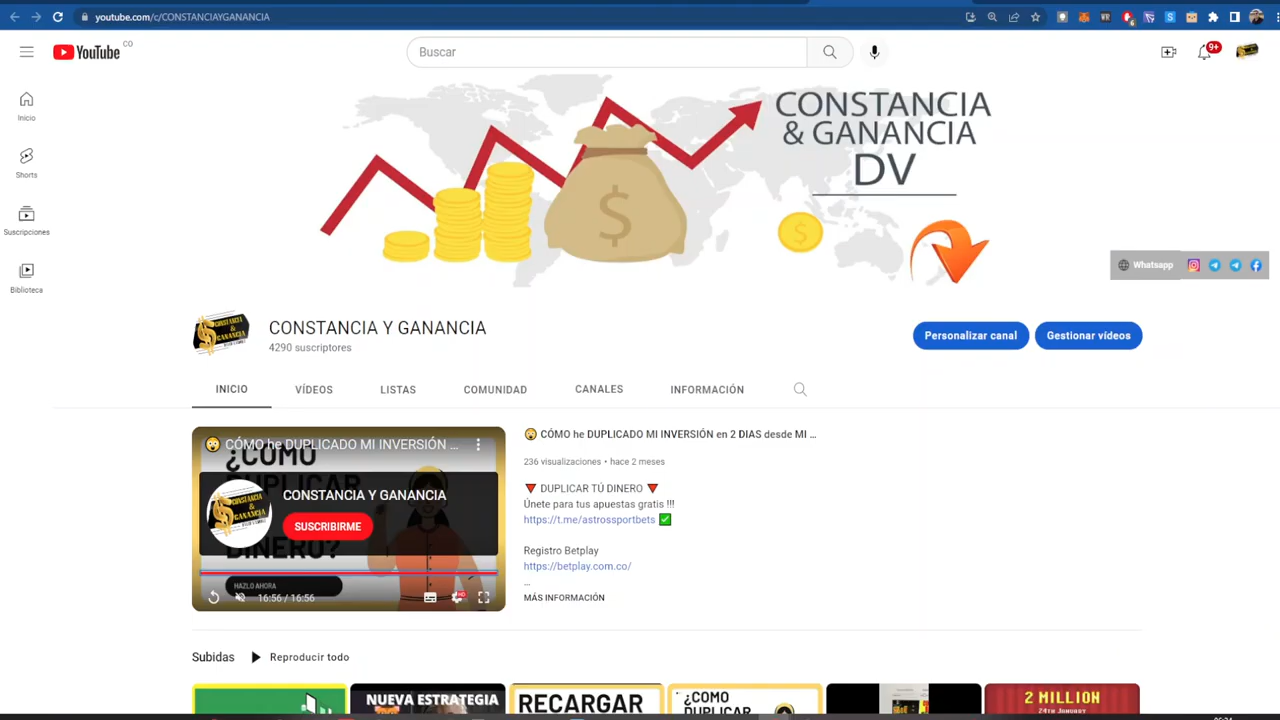 youtube.com/c/CONSTANCIAYGANANCIA
YouTube CO
Buscar
9+
Inicio
Shorts
Suscripciones
Biblioteca
CONSTANCIA
& GANANCIA
DV
Whatsapp
CONSTANCIA Y GANANCIA
4290 suscriptores
Personalizar canal
Gestionar vídeos
INICIO
VÍDEOS
LISTAS
COMUNIDAD
CANALES
INFORMACIÓN
CÓMO he DUPLICADO MI INVERSIÓN ...
¿COMO
DUPLICAR
CONSTANCIA Y GANANCIA
SUSCRIBIRME
DINERO?
HAZLO AHORA
16:56 / 16:56
CÓMO he DUPLICADO MI INVERSIÓN en 2 DIAS desde MI ...
236 visualizaciones • hace 2 meses
DUPLICAR TÚ DINERO
Únete para tus apuestas gratis !!!
https://t.me/astrossportbets
Registro Betplay
https://betplay.com.co/
...
MÁS INFORMACIÓN
Subidas
Reproducir todo
NUEVA ESTRATEGIA
RECARGAR
¿COMO
DUPLICAR
2 MILLION
24TH JANUARY